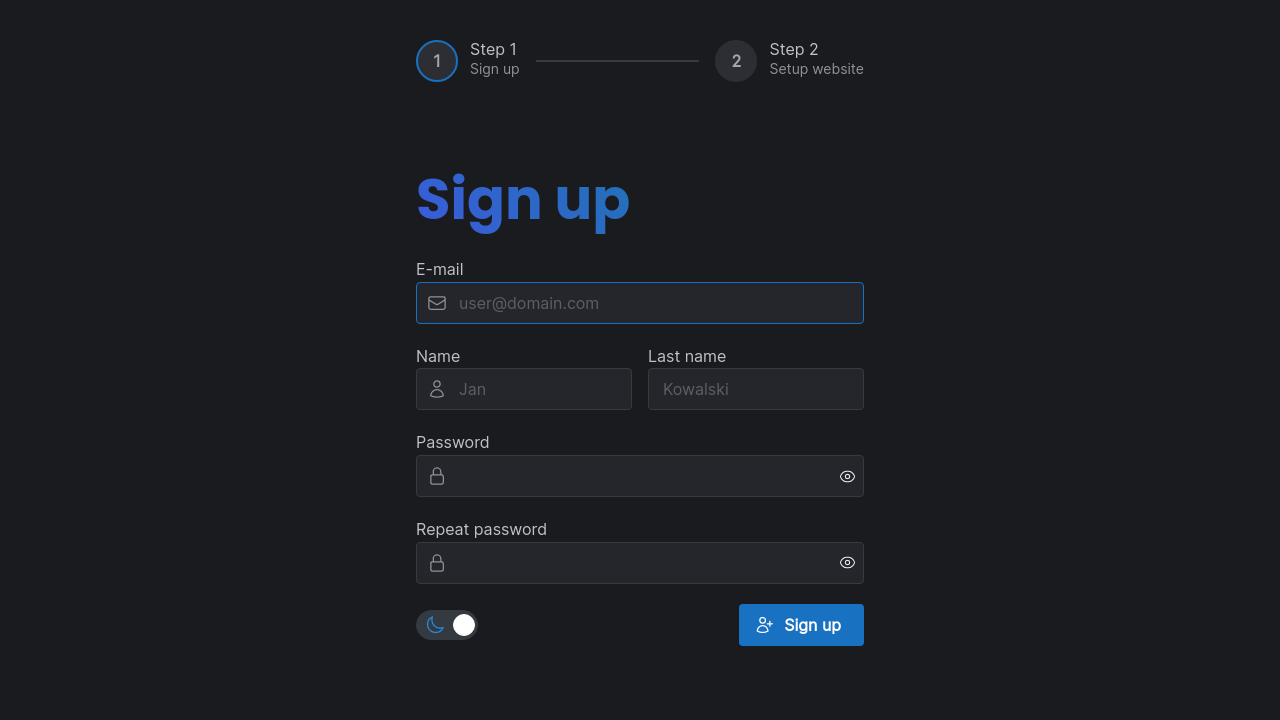 1
Step 1
Sign up
2
Step 2
Setup website
Sign up
E-mail
user@domain.com
Name
Last name
Jan
Kowalski
Password
Repeat password
Sign up